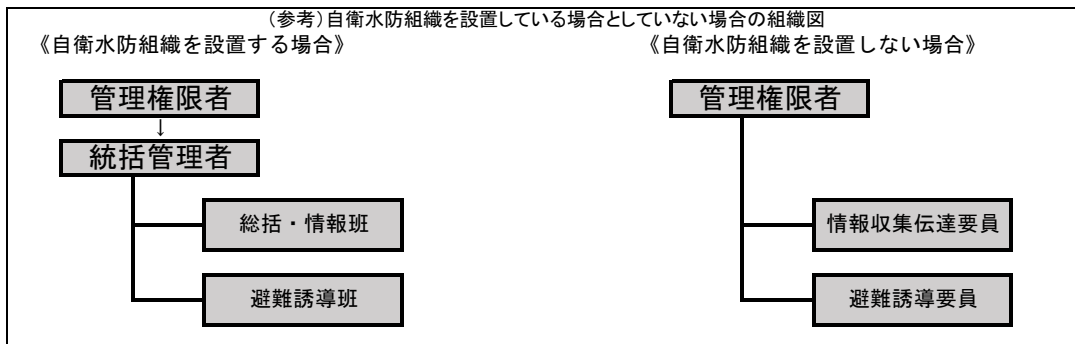 (参考)自衛水防組織を設置している場合としていない場合の組織図
《自衛水防組織を設置する場合》
管理権限者
↓
統括管理者
総括・情報班
避難誘導班
《自衛水防組織を設置しない場合》
管理権限者
情報収集伝達要員
避難誘導要員